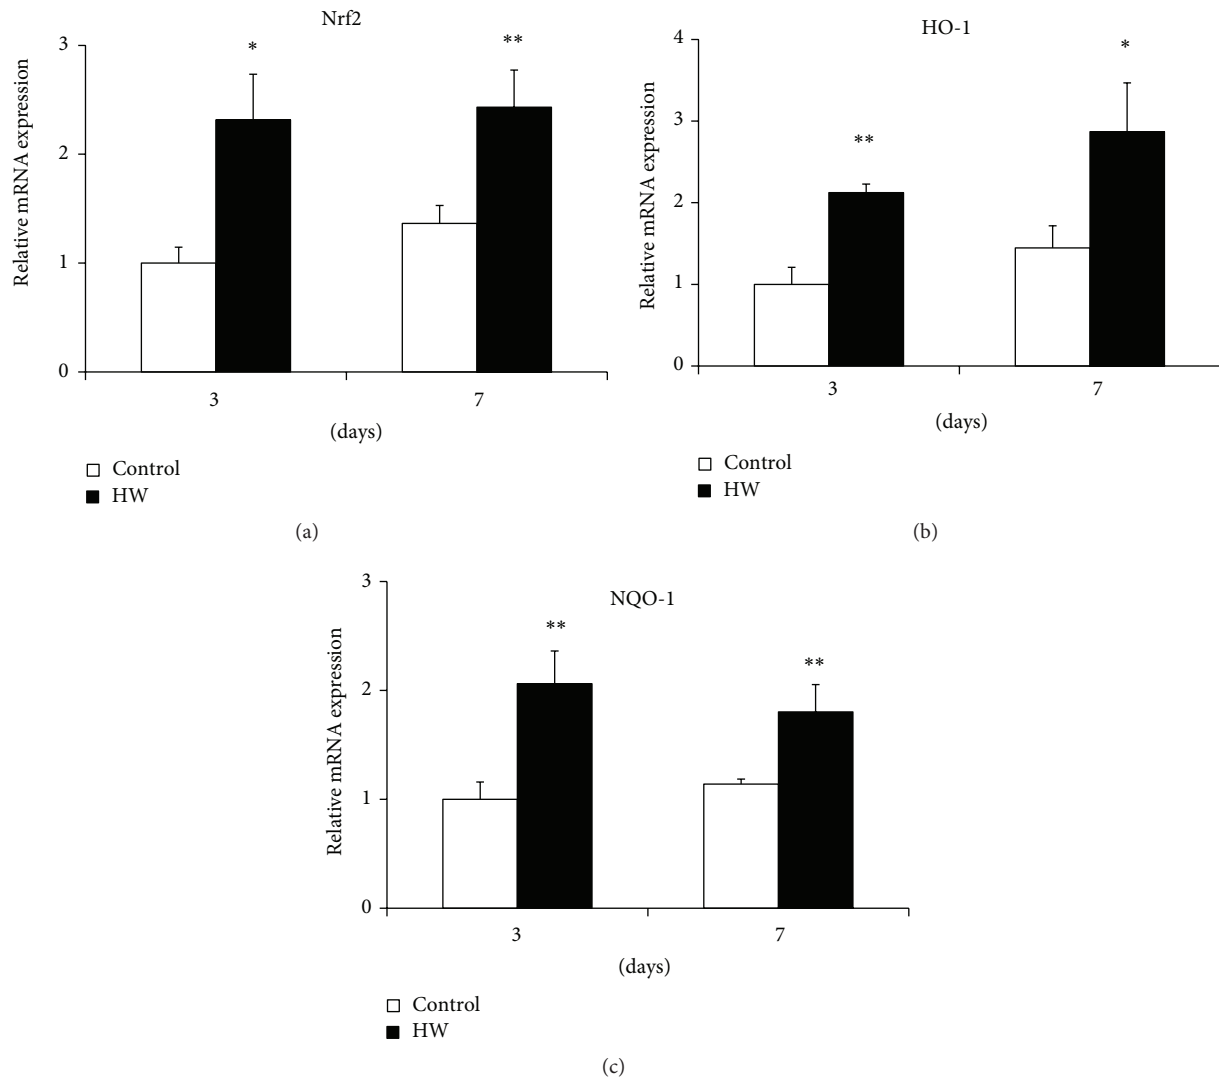 Nrf2
3
2
1
0
Relative mRNA expression
*
**
3
7
(days)
Control
HW
(a)
HO-1
4
3
2
1
0
Relative mRNA expression
**
*
3
7
(days)
Control
HW
(b)
NQO-1
3
2
1
0
Relative mRNA expression
**
**
3
7
(days)
Control
HW
(c)